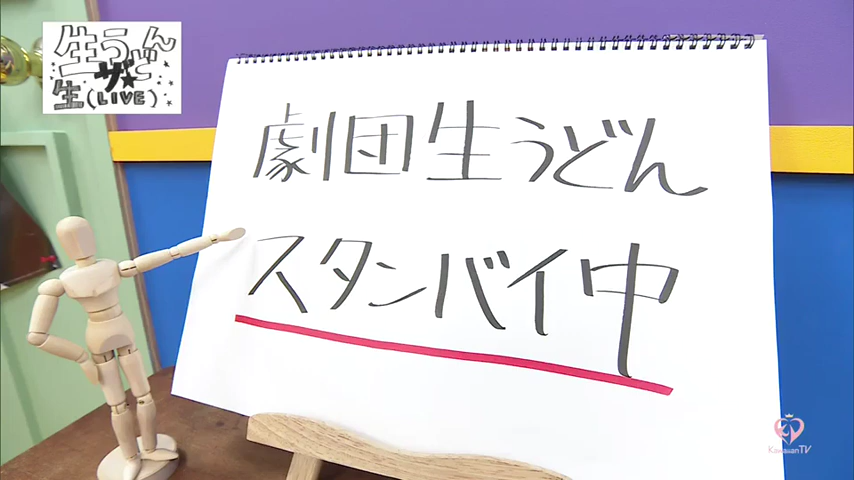 生うどん
ザ★
生(LIVE)
劇団生うどん
スタンバイ中
KawaiianTV